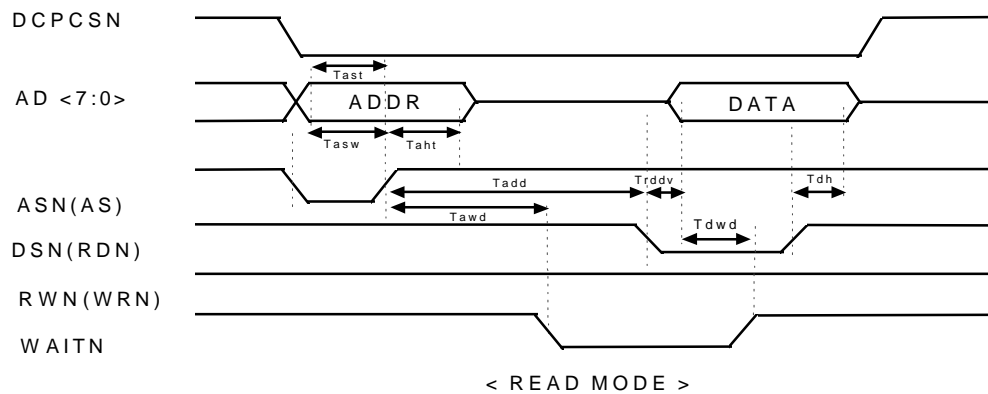 DCPCSN
Tast
AD <7:0>
ADDR
DATA
Tasw
Taht
Tadd
Trddv
Tdh
ASN(AS)
Tawd
Tdwd
DSN(RDN)
RWN(WRN)
WAITN
< READ MODE >